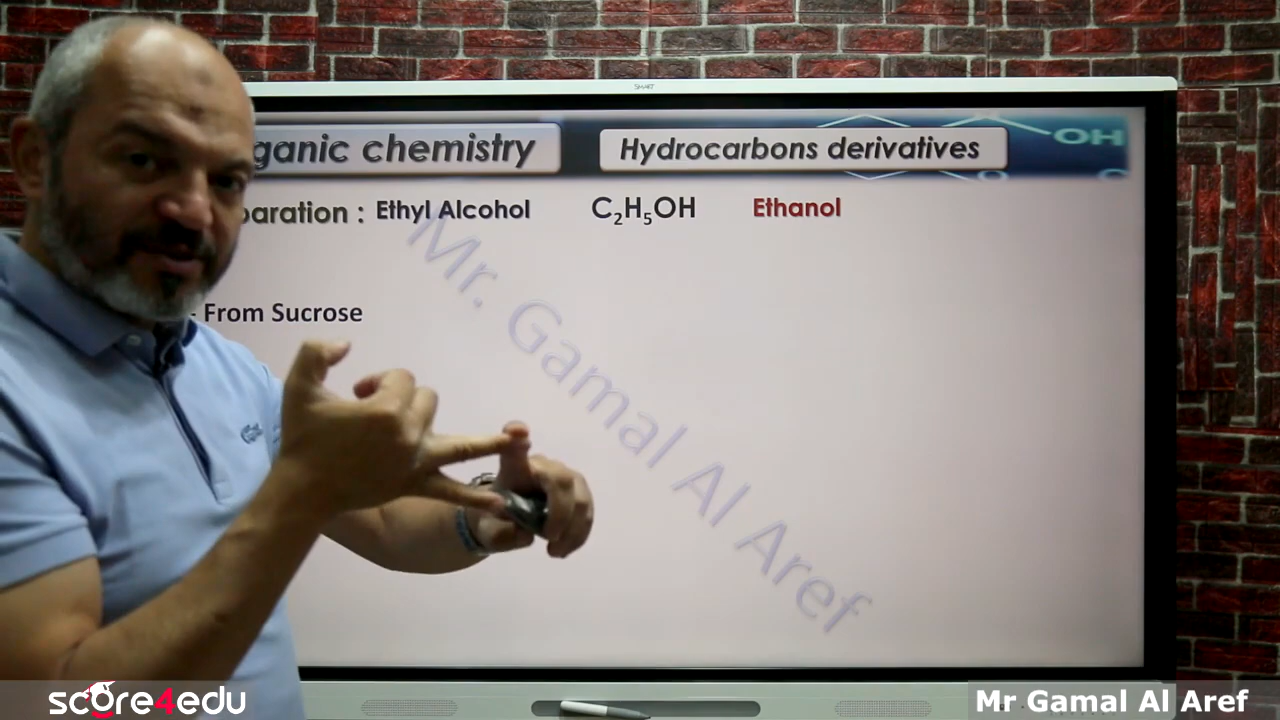 SMART
ganic chemistry
Hydrocarbons derivatives
OH
O
paration : Ethyl Alcohol C₂H₅OH Ethanol
- From Sucrose
Mr. Gamal Al Aref
score4edu
Mr Gamal Al Aref